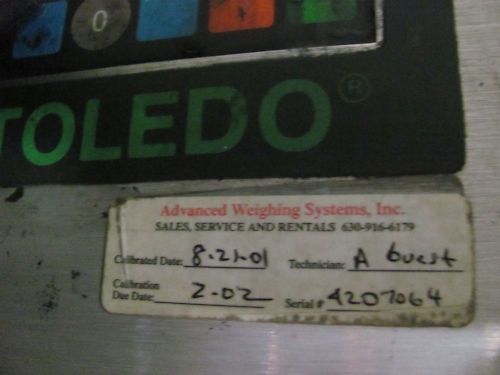 0
TOLEDO®
Advanced Weighing Systems, Inc.
SALES, SERVICE AND RENTALS 630-916-6179
Calibrated Date: 8-21-01 Technician: A buest
Calibration
Due Date: 2-02 Serial # 4207064